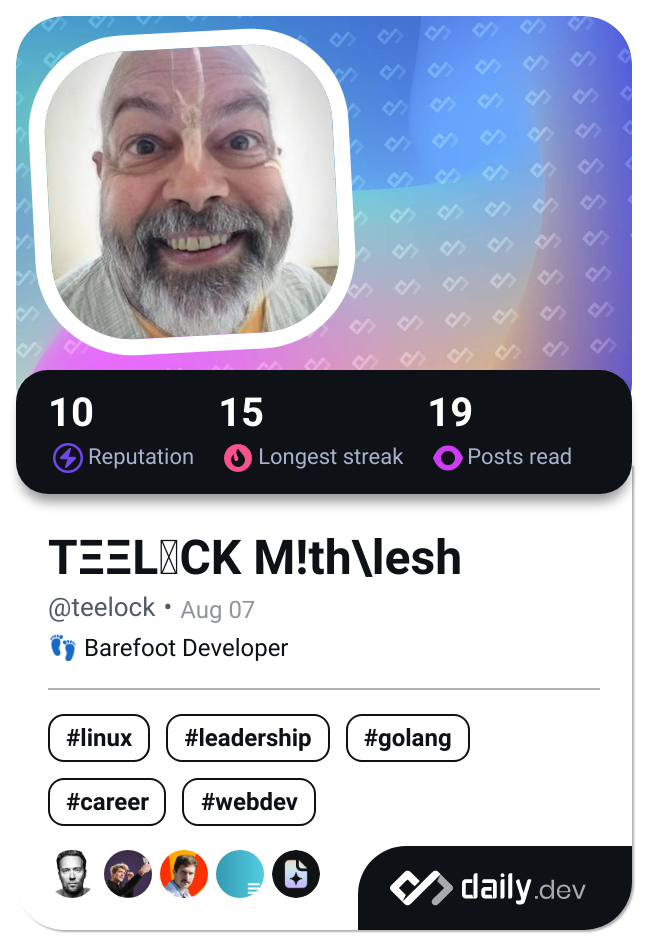 10 15 19
Reputation Longest streak Posts read
TΞΞL▯CK M!th\lesh
@teelock • Aug 07
👣 Barefoot Developer
#linux #leadership #golang
#career #webdev
daily.dev